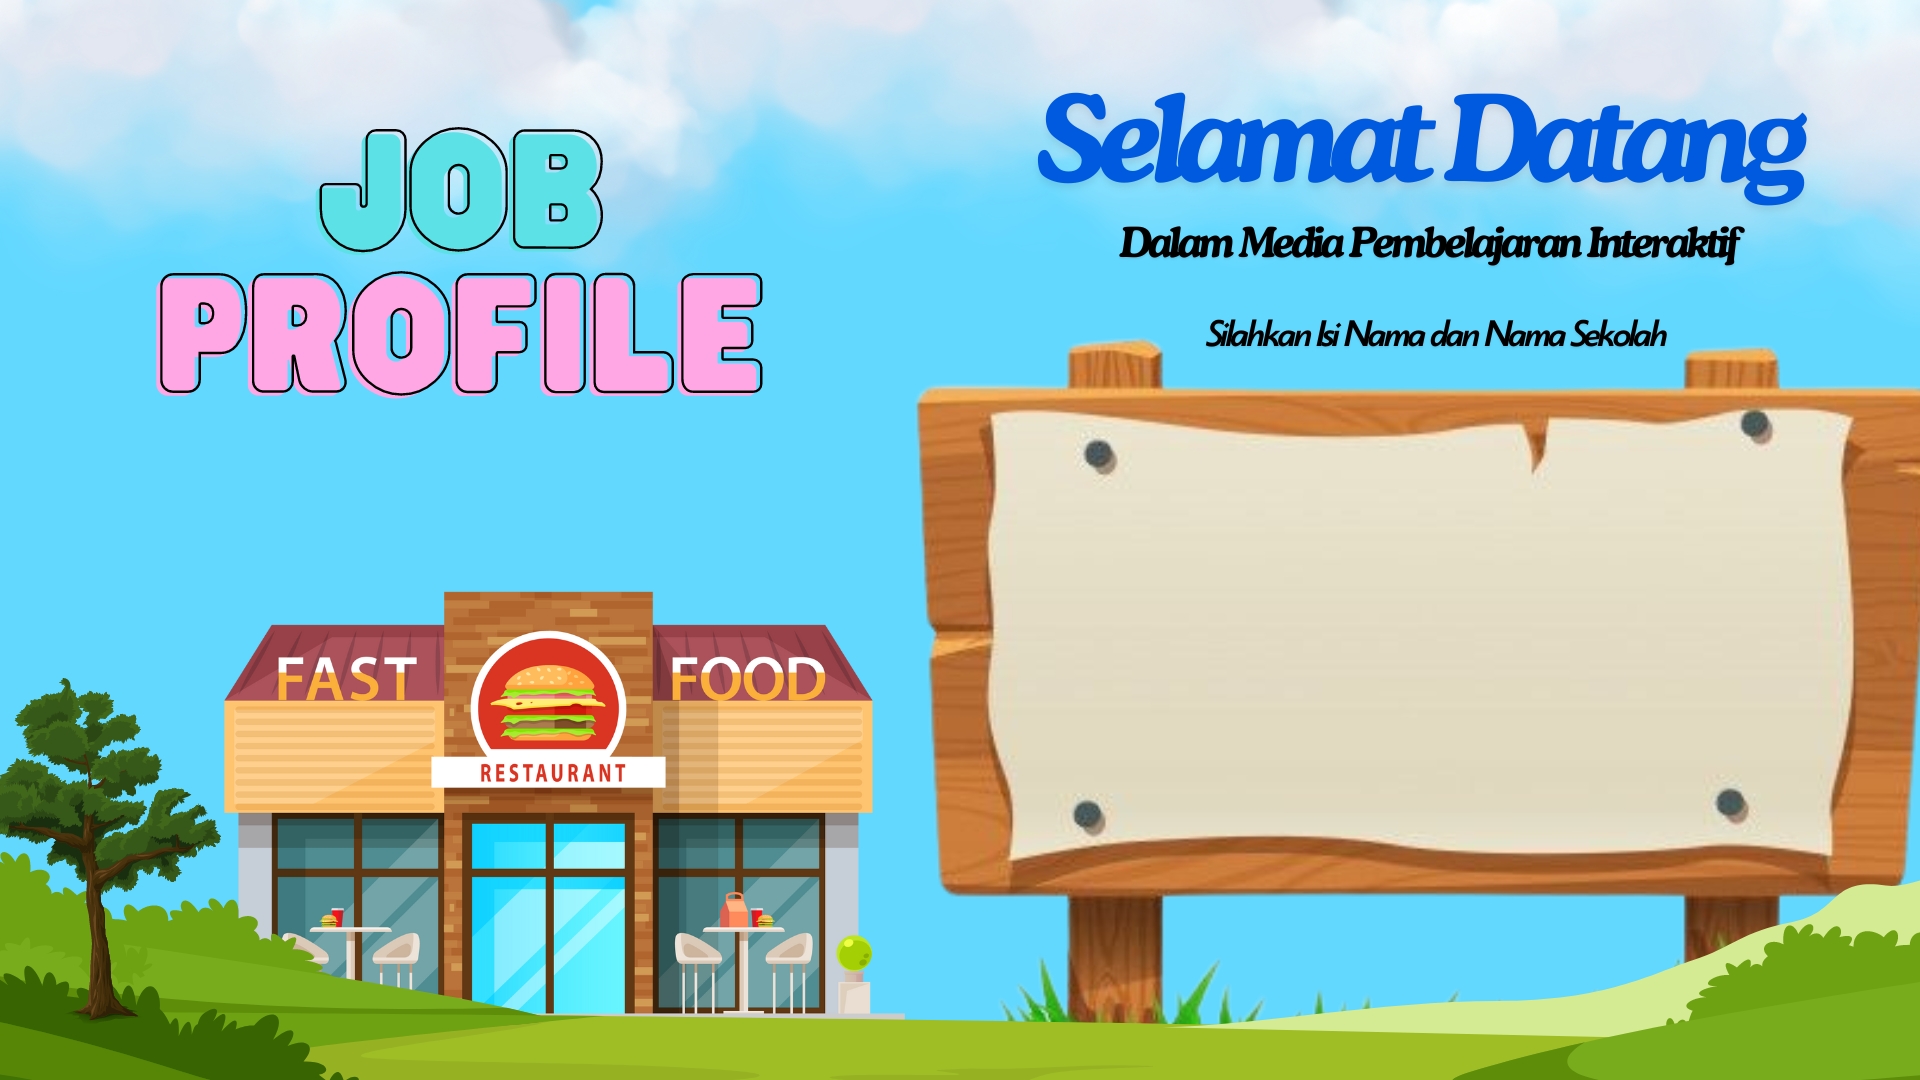 JOB
PROFILE
Selamat Datang
Dalam Media Pembelajaran Interaktif
Silahkan Isi Nama dan Nama Sekolah
FAST FOOD
RESTAURANT